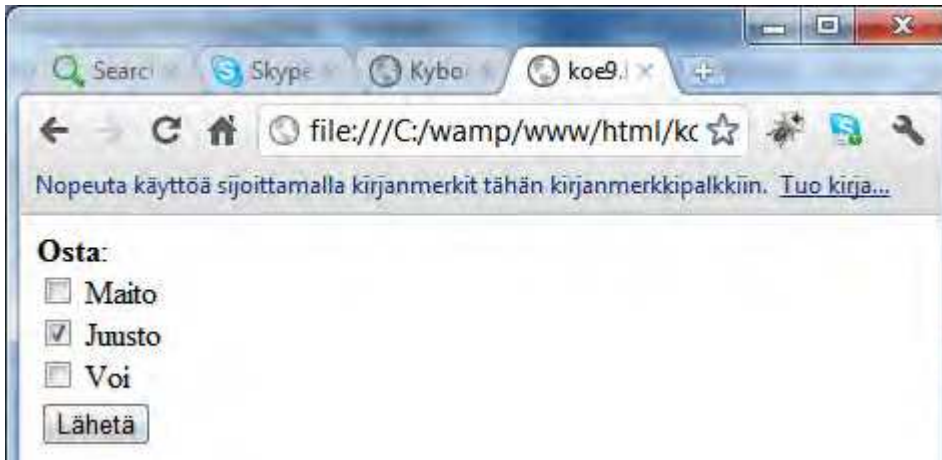 Searcl Skype Kybo koe9.
file:///C:/wamp/www/html/kc
Nopeuta käyttöä sijoittamalla kirjanmerkit tähän kirjanmerkkipalkkiin. Tuo kirja...
Osta:
Maito
Juusto
Voi
Lähetä